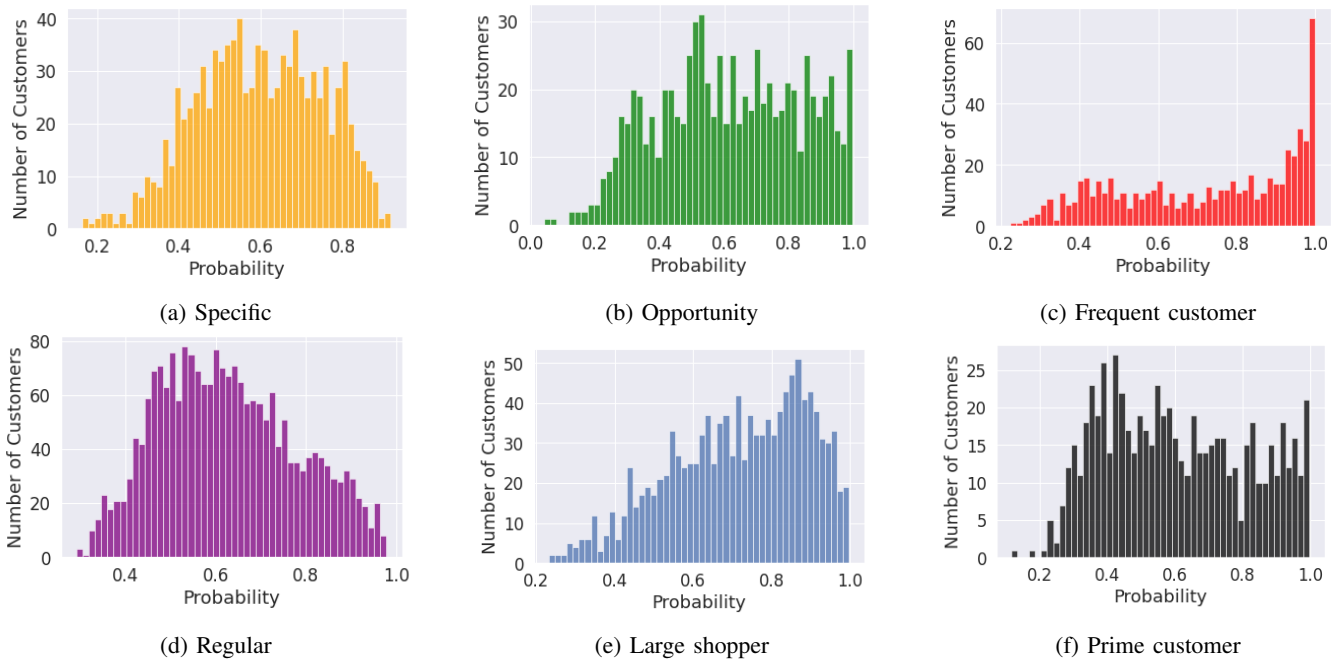 40
30
20
10
0
Number of Customers
0.2 0.4 0.6 0.8
Probability
(a) Specific
30
20
10
0
Number of Customers
0.0 0.2 0.4 0.6 0.8 1.0
Probability
(b) Opportunity
60
40
20
0
Number of Customers
0.2 0.4 0.6 0.8 1.0
Probability
(c) Frequent customer
80
60
40
20
0
Number of Customers
0.4 0.6 0.8 1.0
Probability
(d) Regular
50
40
30
20
10
0
Number of Customers
0.2 0.4 0.6 0.8 1.0
Probability
(e) Large shopper
25
20
15
10
5
0
Number of Customers
0.2 0.4 0.6 0.8 1.0
Probability
(f) Prime customer